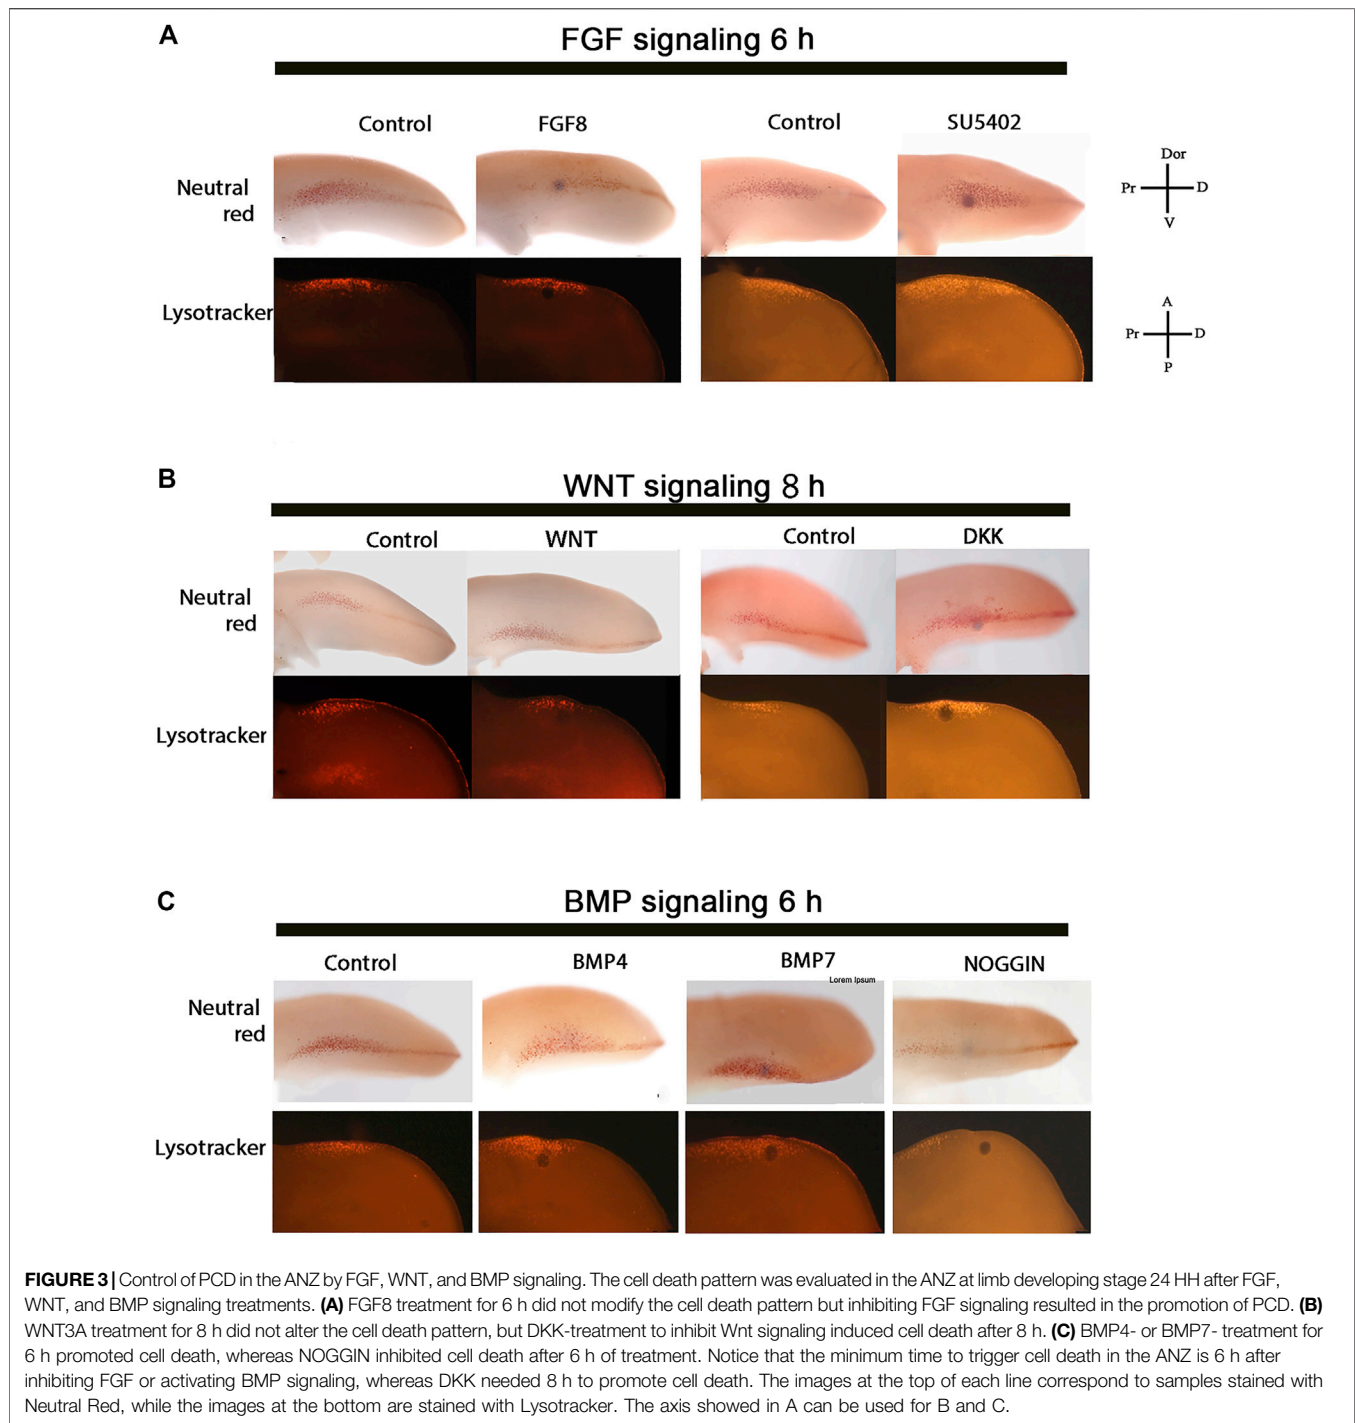 A
FGF signaling 6 h
Control FGF8 Control SU5402
Neutral
red
Dor
Pr D
V
Lysotracker
A
Pr D
P
B
WNT signaling 8 h
Control WNT Control DKK
Neutral
red
Lysotracker
C
BMP signaling 6 h
Control BMP4 BMP7 NOGGIN
Lorem Ipsum
Neutral
red
Lysotracker
FIGURE 3 | Control of PCD in the ANZ by FGF, WNT, and BMP signaling. The cell death pattern was evaluated in the ANZ at limb developing stage 24 HH after FGF,
WNT, and BMP signaling treatments. (A) FGF8 treatment for 6 h did not modify the cell death pattern but inhibiting FGF signaling resulted in the promotion of PCD. (B)
WNT3A treatment for 8 h did not alter the cell death pattern, but DKK-treatment to inhibit Wnt signaling induced cell death after 8 h. (C) BMP4- or BMP7- treatment for
6 h promoted cell death, whereas NOGGIN inhibited cell death after 6 h of treatment. Notice that the minimum time to trigger cell death in the ANZ is 6 h after
inhibiting FGF or activating BMP signaling, whereas DKK needed 8 h to promote cell death. The images at the top of each line correspond to samples stained with
Neutral Red, while the images at the bottom are stained with Lysotracker. The axis showed in A can be used for B and C.